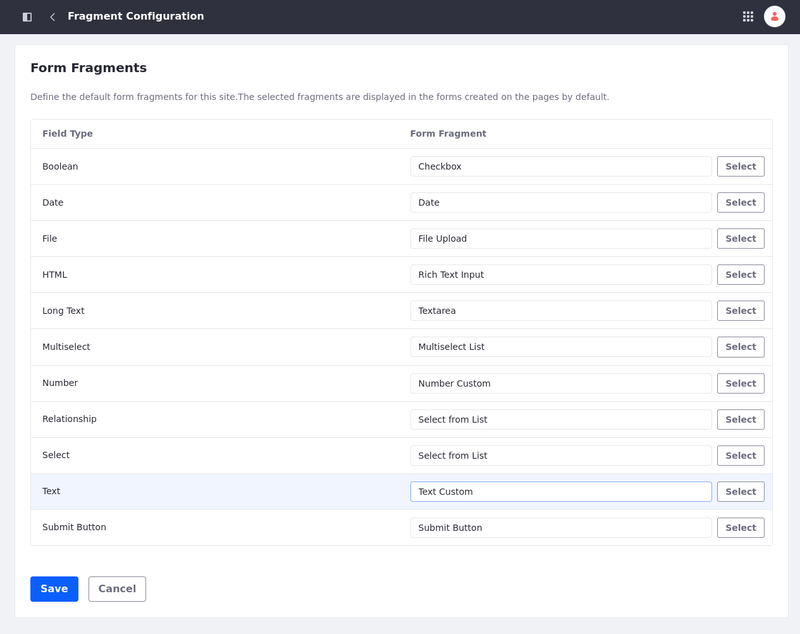 Fragment Configuration
Form Fragments
Define the default form fragments for this site.The selected fragments are displayed in the forms created on the pages by default.
Field Type Form Fragment
Boolean Checkbox Select
Date Date Select
File File Upload Select
HTML Rich Text Input Select
Long Text Textarea Select
Multiselect Multiselect List Select
Number Number Custom Select
Relationship Select from List Select
Select Select from List Select
Text Text Custom Select
Submit Button Submit Button Select
Save Cancel